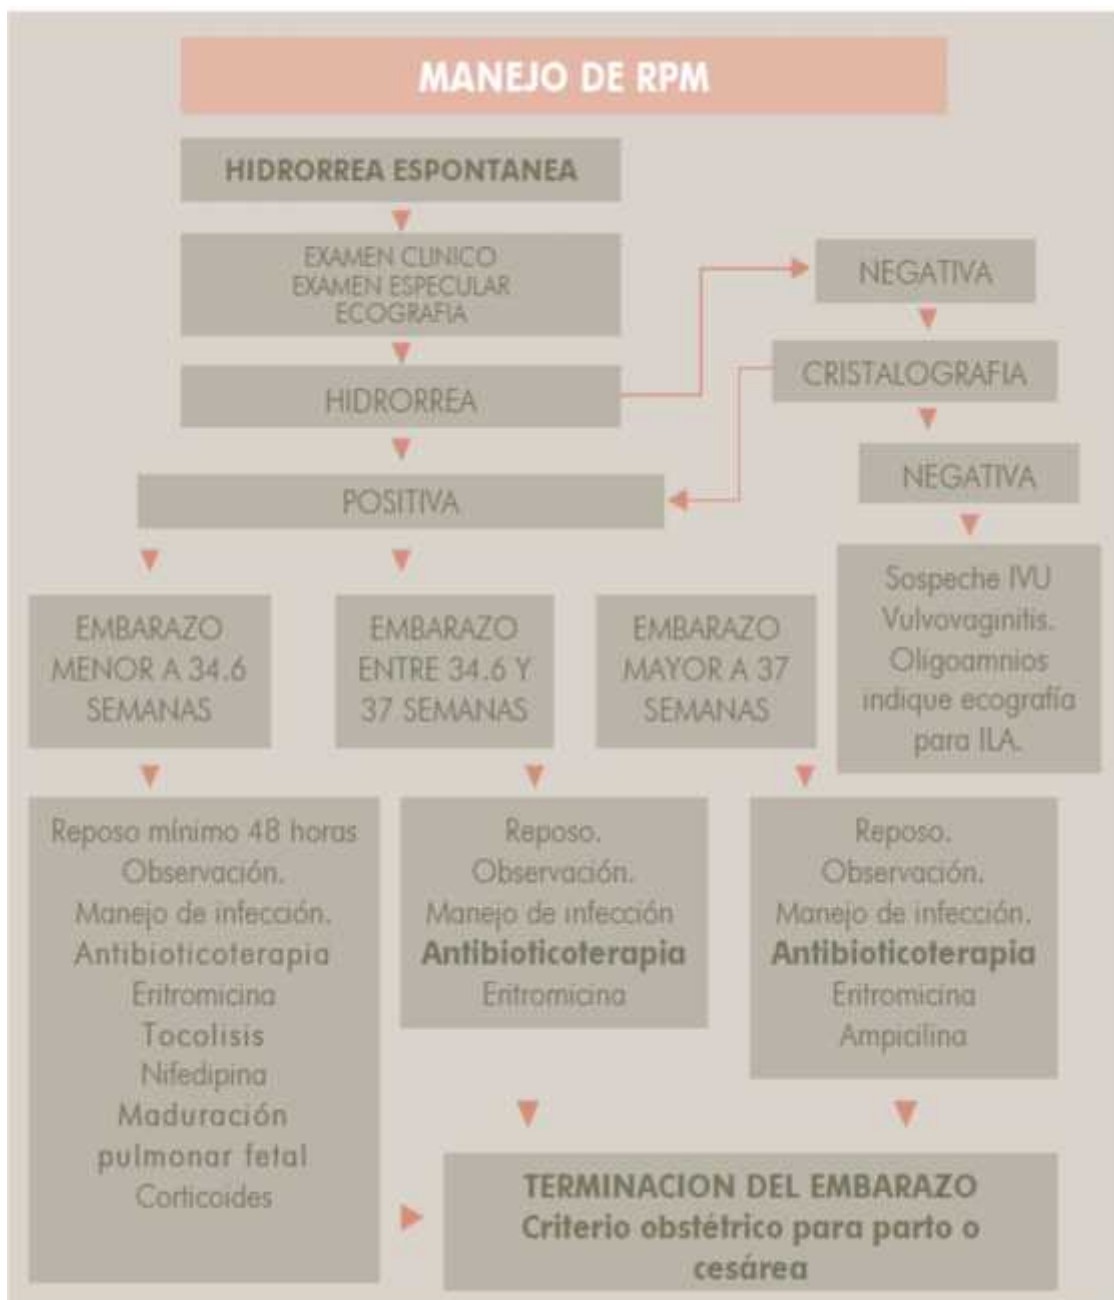 MANEJO DE RPM
HIDRORREA ESPONTANEA
EXAMEN CLINICO
EXAMEN ESPECULAR
ECOGRAFIA
HIDRORREA
NEGATIVA
CRISTALOGRAFIA
NEGATIVA
POSITIVA
Sospeche IVU
Vulvovaginitis.
Oligoamnios
indique ecografía
para ILA.
EMBARAZO
MENOR A 34.6
SEMANAS
EMBARAZO
ENTRE 34.6 Y
37 SEMANAS
EMBARAZO
MAYOR A 37
SEMANAS
Reposo mínimo 48 horas
Observación.
Manejo de infección.
Antibioticoterapia
Eritromicina
Tocolisis
Nifedipina
Maduración
pulmonar fetal
Corticoides
Reposo.
Observación.
Manejo de infección
Antibioticoterapia
Eritromicina
Reposo.
Observación.
Manejo de infección.
Antibioticoterapia
Eritromicina
Ampicilina
TERMINACION DEL EMBARAZO
Criterio obstétrico para parto o
cesárea